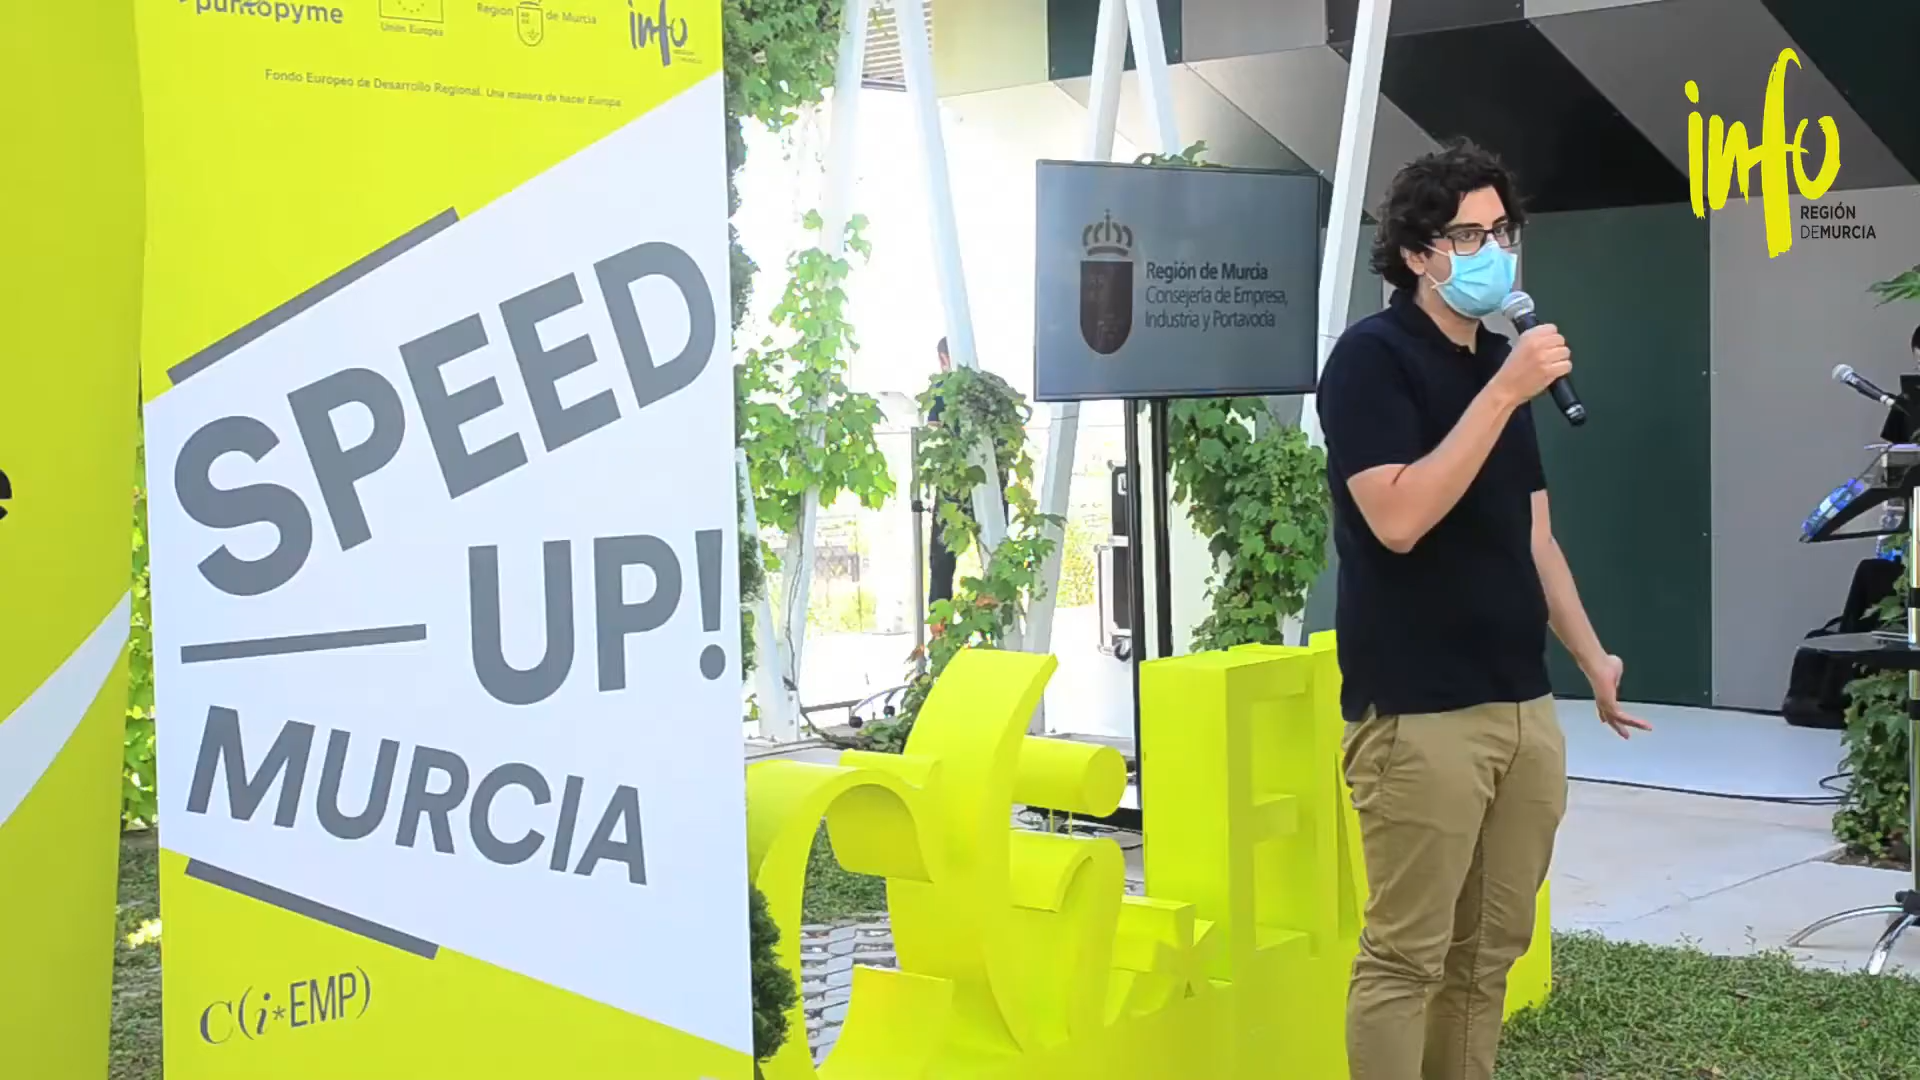 puntopyme
Unión Europea
Región de Murcia
info
Fondo Europeo de Desarrollo Regional. Una manera de hacer Europa
SPEED
UP!
MURCIA
C(i*EMP)
Región de Murcia
Consejería de Empresa,
Industria y Portavocía
info
REGIÓN
DEMURCIA